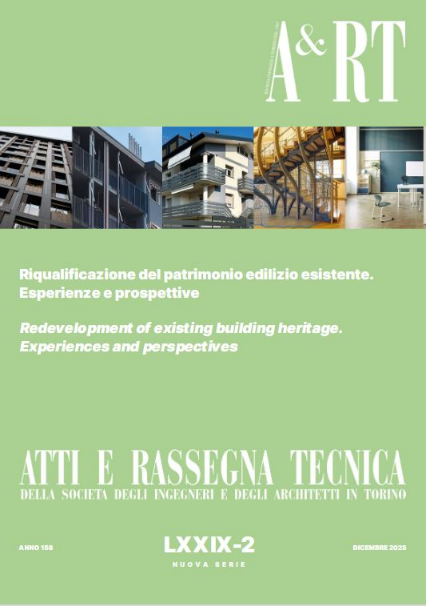 A&RT
Riqualificazione del patrimonio edilizio esistente.
Esperienze e prospettive
Redevelopment of existing building heritage.
Experiences and perspectives
ATTI E RASSEGNA TECNICA
DELLA SOCIETÀ DEGLI INGEGNERI E DEGLI ARCHITETTI IN TORINO
ANNO 158
LXXIX-2
DICEMBRE 2025
NUOVA SERIE